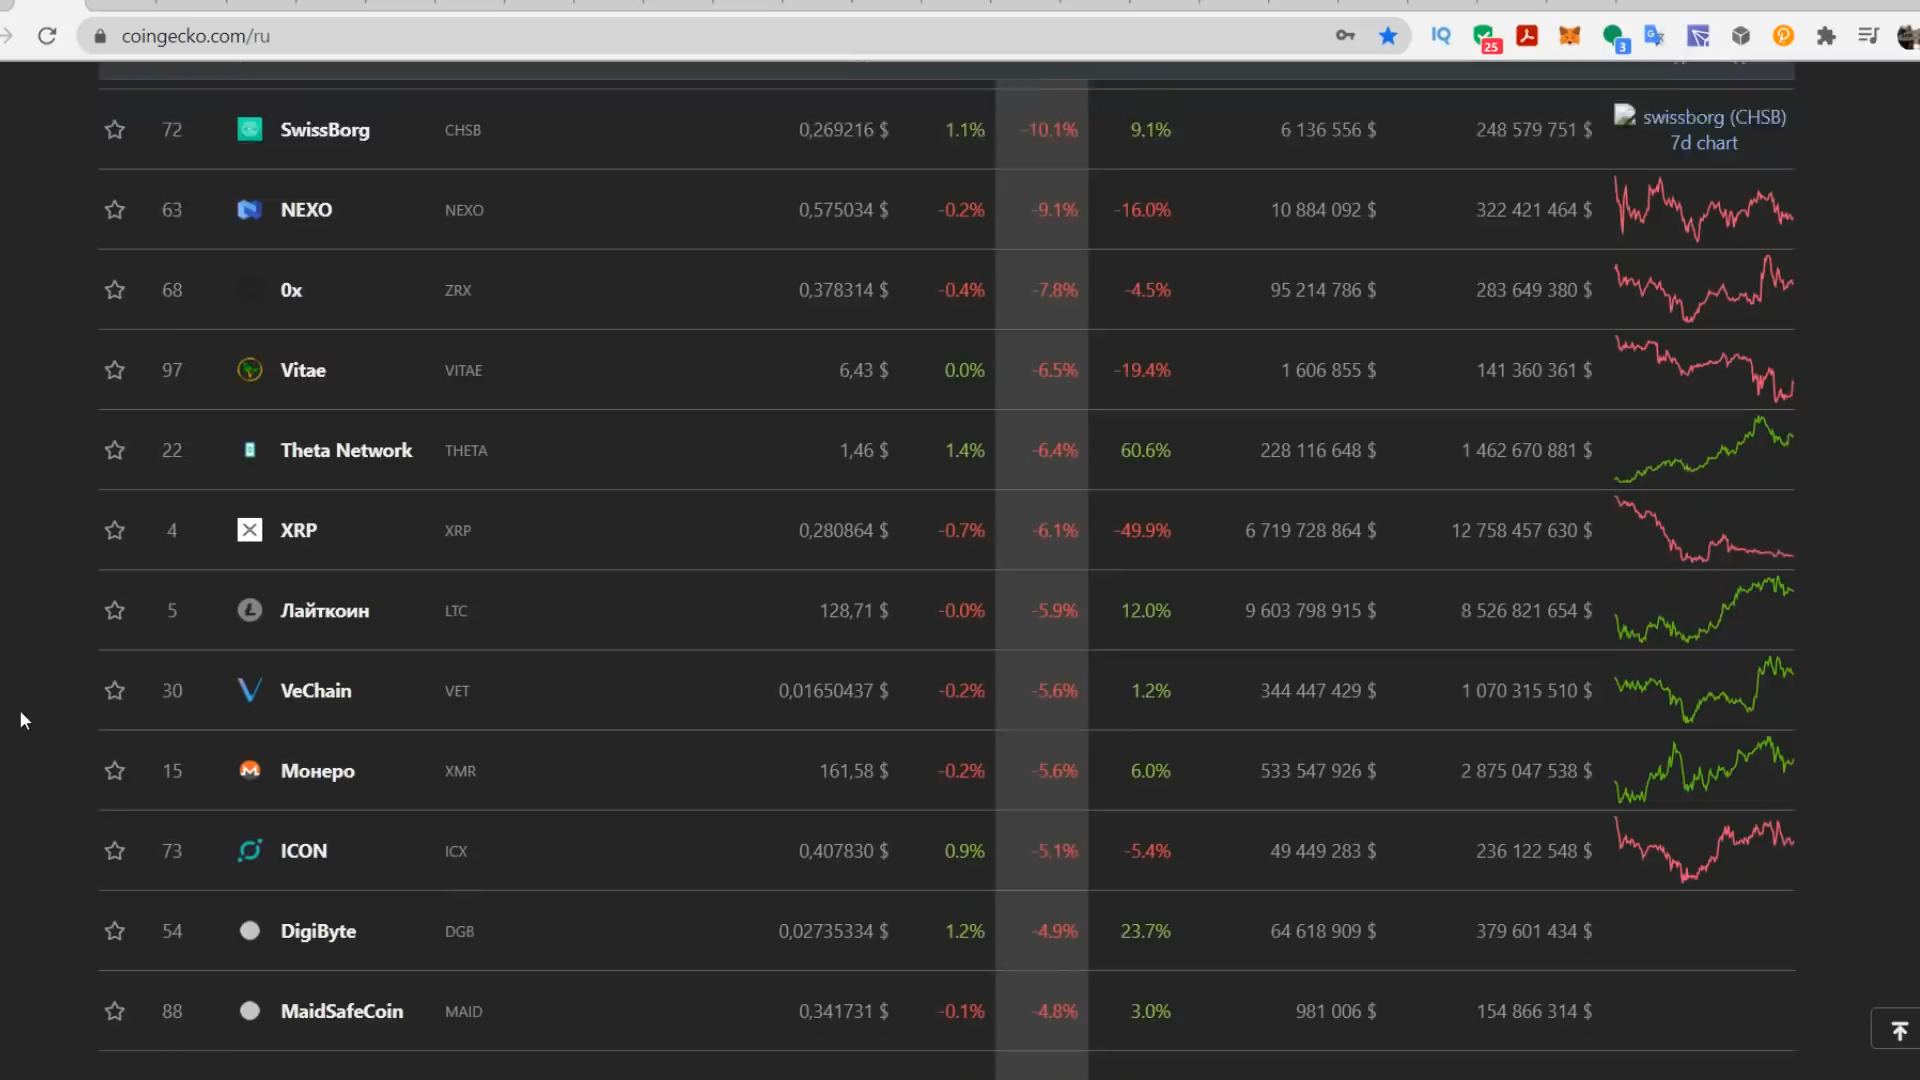 coingecko.com/ru
IQ
25
3
72 SwissBorg CHSB 0,269216 $ 1.1% -10.1% 9.1% 6 136 556 $ 248 579 751 $ swissborg (CHSB)
7d chart
63 NEXO NEXO 0,575034 $ -0.2% -9.1% -16.0% 10 884 092 $ 322 421 464 $
68 0x ZRX 0,378314 $ -0.4% -7.8% -4.5% 95 214 786 $ 283 649 380 $
97 Vitae VITAE 6,43 $ 0.0% -6.5% -19.4% 1 606 855 $ 141 360 361 $
22 Theta Network THETA 1,46 $ 1.4% -6.4% 60.6% 228 116 648 $ 1 462 670 881 $
4 XRP XRP 0,280864 $ -0.7% -6.1% -49.9% 6 719 728 864 $ 12 758 457 630 $
5 Лайткоин LTC 128,71 $ -0.0% -5.9% 12.0% 9 603 798 915 $ 8 526 821 654 $
30 VeChain VET 0,01650437 $ -0.2% -5.6% 1.2% 344 447 429 $ 1 070 315 510 $
15 Монеро XMR 161,58 $ -0.2% -5.6% 6.0% 533 547 926 $ 2 875 047 538 $
73 ICON ICX 0,407830 $ 0.9% -5.1% -5.4% 49 449 283 $ 236 122 548 $
54 DigiByte DGB 0,02735334 $ 1.2% -4.9% 23.7% 64 618 909 $ 379 601 434 $
88 MaidSafeCoin MAID 0,341731 $ -0.1% -4.8% 3.0% 981 006 $ 154 866 314 $